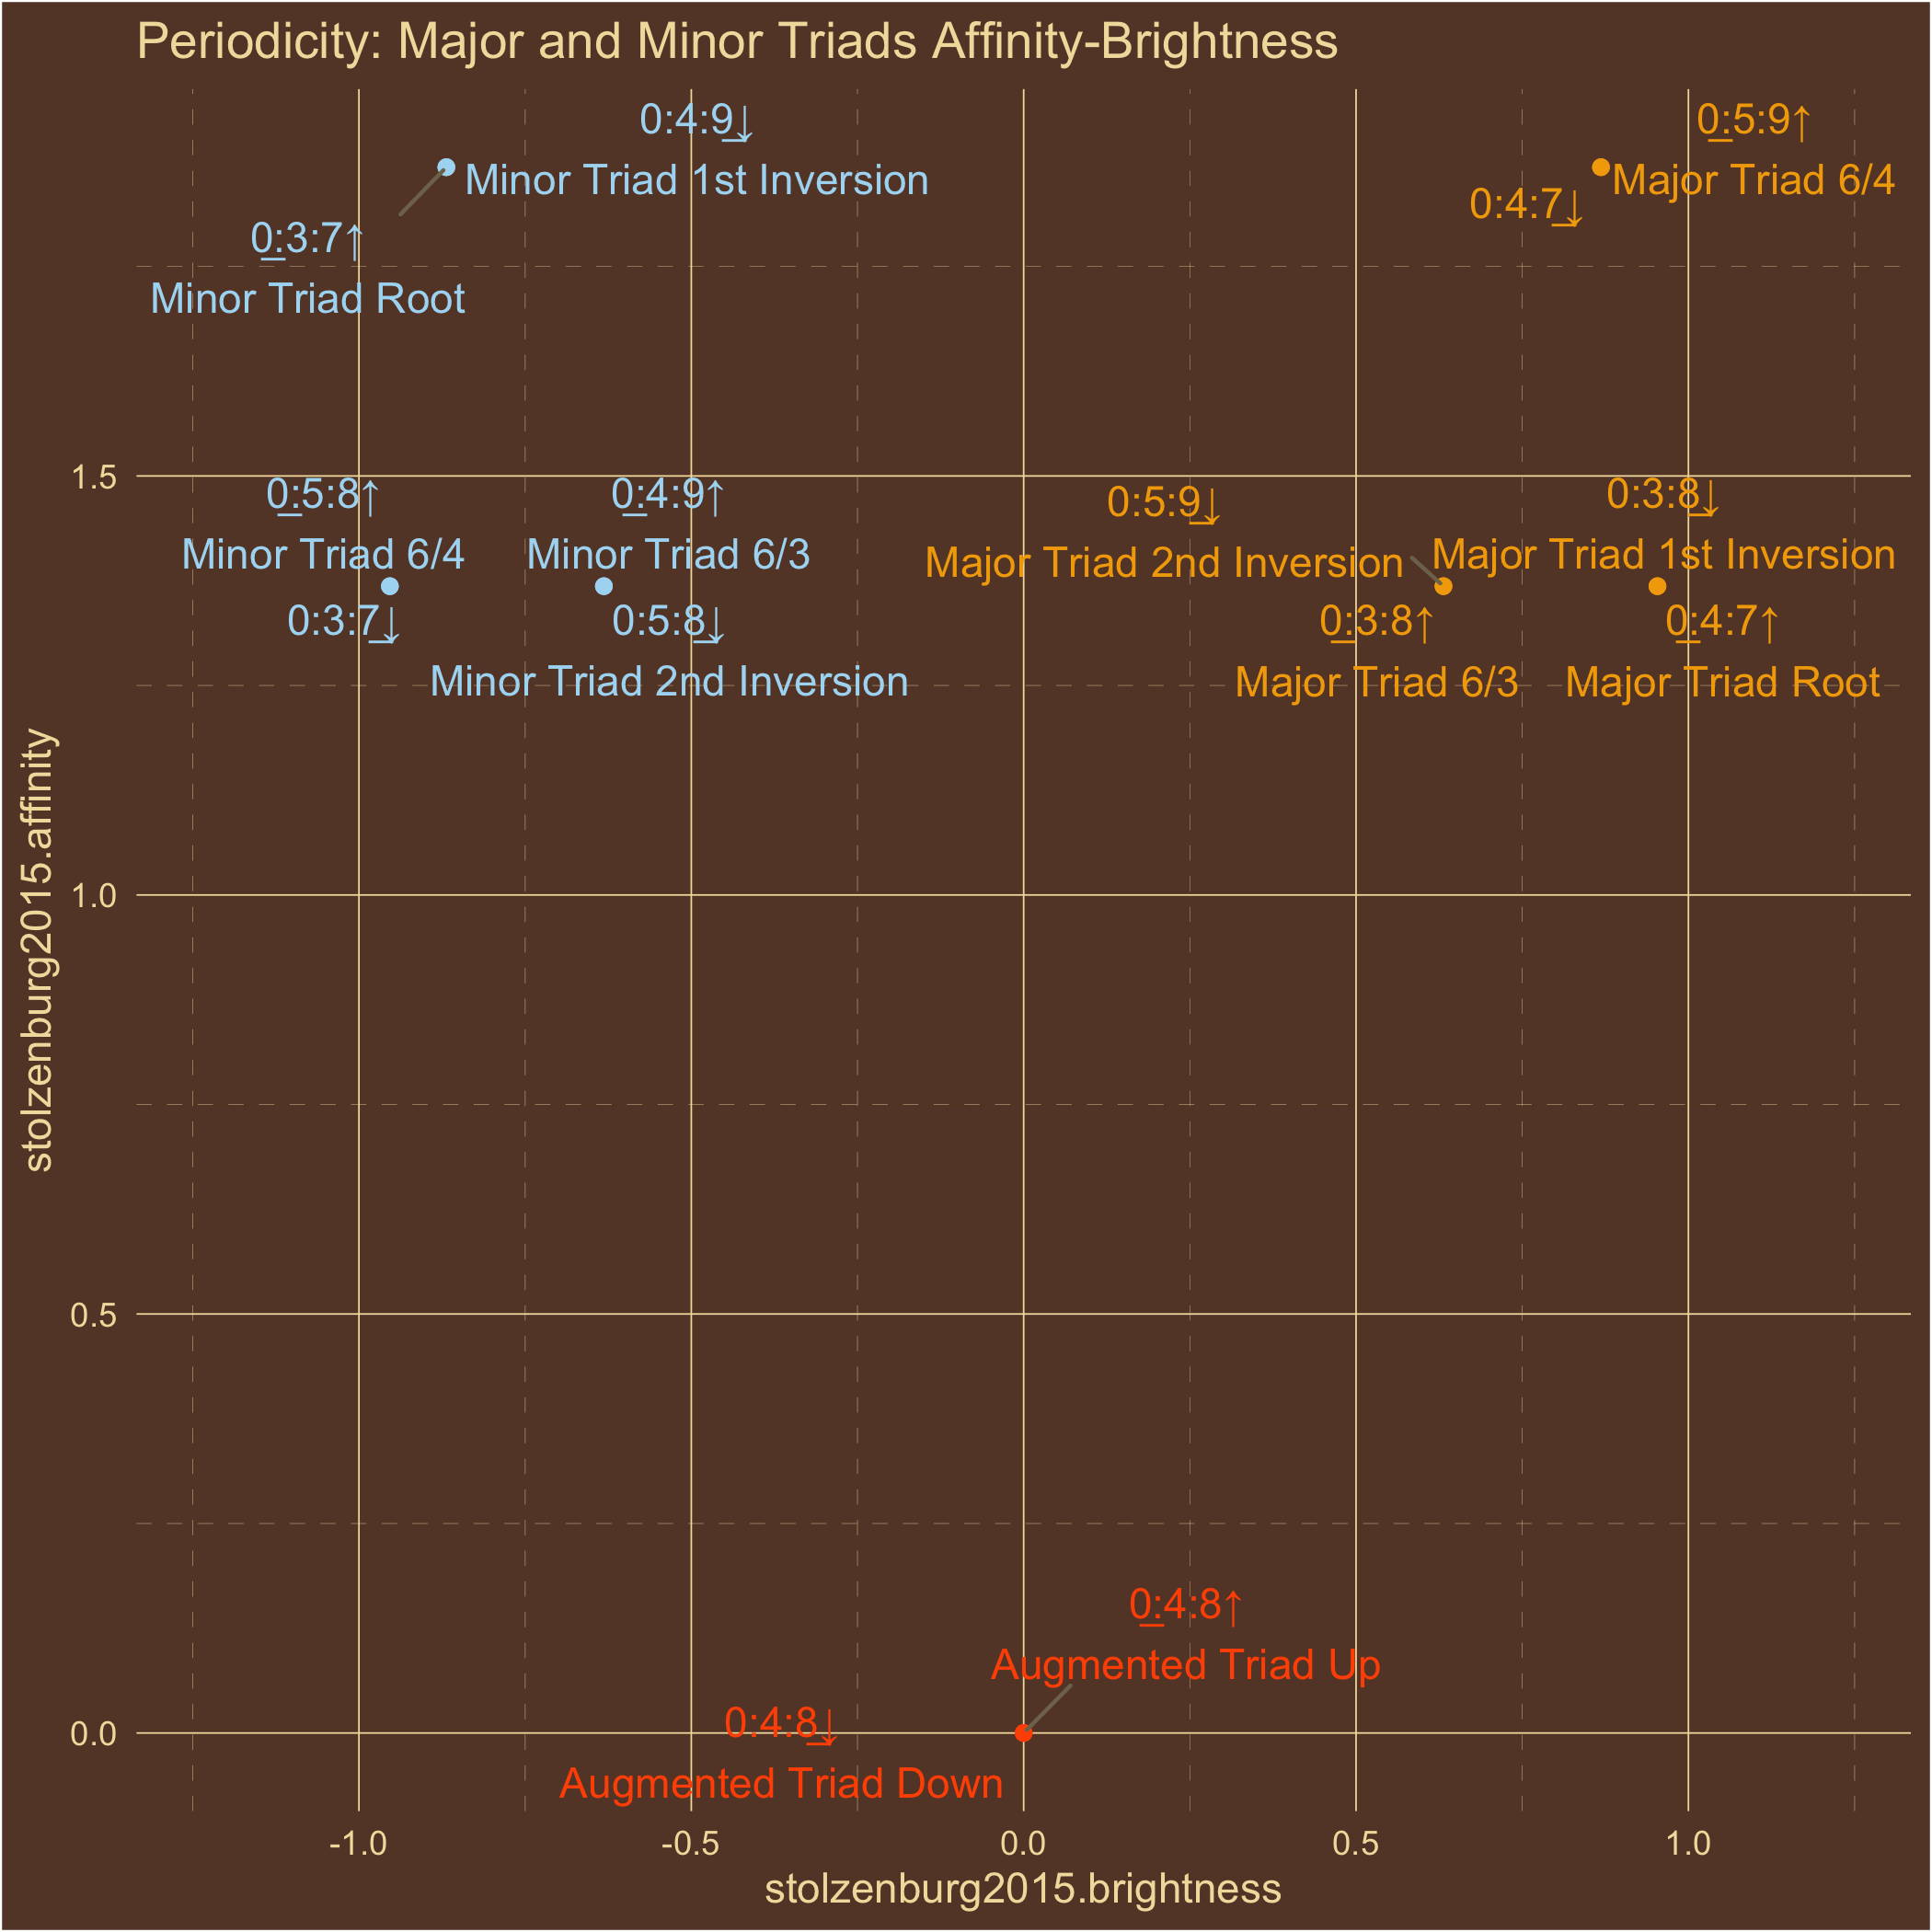 Periodicity: Major and Minor Triads Affinity-Brightness
0:4:9↓
Minor Triad 1st Inversion
0:3:7↑
Minor Triad Root
0:5:9↑
Major Triad 6/4
0:4:7↓
1.5
0:5:8↑
Minor Triad 6/4
0:3:7↓
0:4:9↑
Minor Triad 6/3
0:5:8↓
Minor Triad 2nd Inversion
0:5:9↓
Major Triad 2nd Inversion
0:3:8↓
Major Triad 1st Inversion
0:3:8↑
Major Triad 6/3
0:4:7↑
Major Triad Root
stolzenburg2015.affinity
1.0
0.5
0:4:8↑
Augmented Triad Up
0.0
0:4:8↓
Augmented Triad Down
-1.0
-0.5
0.0
0.5
1.0
stolzenburg2015.brightness